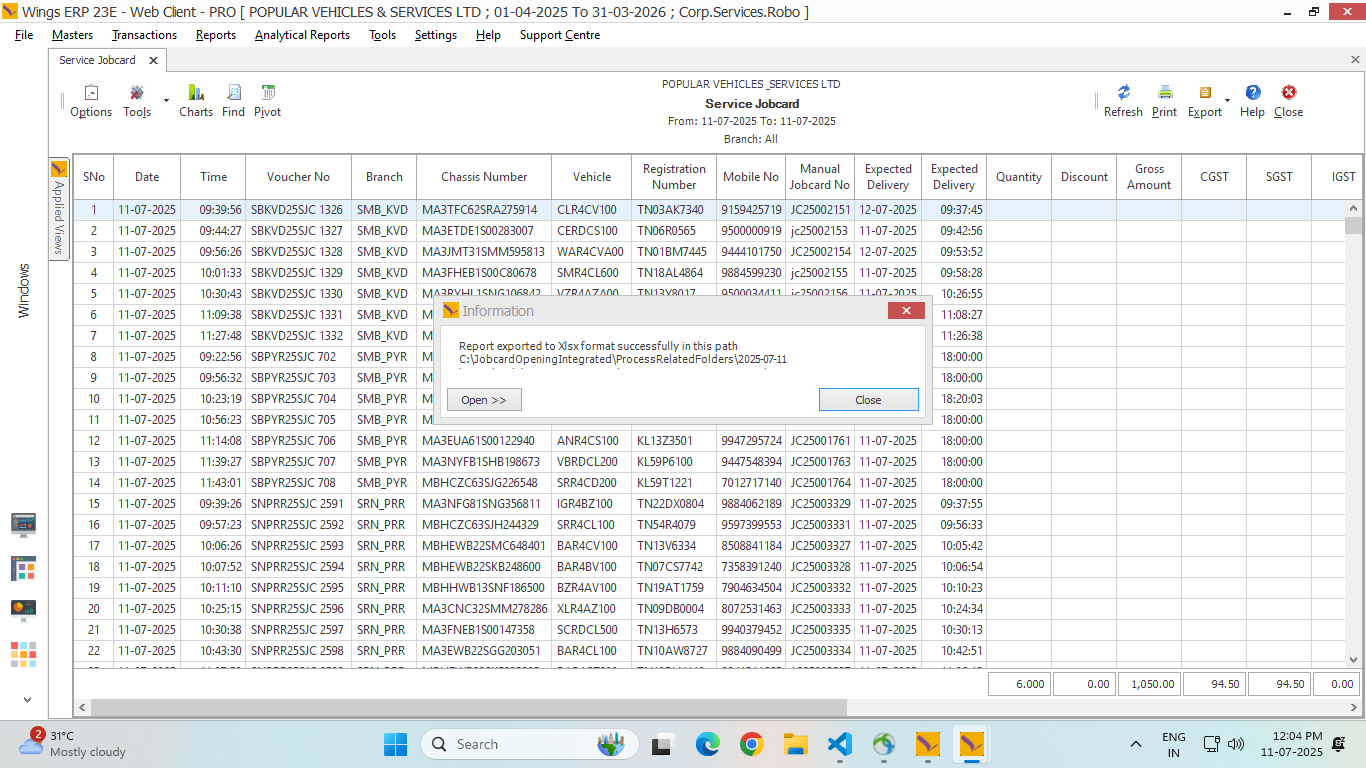 Wings ERP 23E - Web Client - PRO [ POPULAR VEHICLES & SERVICES LTD ; 01-04-2025 To 31-03-2026 ; Corp.Services.Robo ]
File Masters Transactions Reports Analytical Reports Tools Settings Help Support Centre
Service Jobcard
Options Tools Charts Find Pivot
POPULAR VEHICLES_SERVICES LTD
Service Jobcard
From: 11-07-2025 To: 11-07-2025
Branch: All
Refresh Print Export Help Close
Applied Views
Windows
SNo Date Time Voucher No Branch Chassis Number Vehicle Registration Number Mobile No Manual Jobcard No Expected Delivery Expected Delivery Quantity Discount Gross Amount CGST SGST IGST
1 11-07-2025 09:39:56 SBKVD25SJC 1326 SMB_KVD MA3TFC62SRA275914 CLR4CV100 TN03AK7340 9159425719 JC25002151 12-07-2025 09:37:45
2 11-07-2025 09:44:27 SBKVD25SJC 1327 SMB_KVD MA3ETDE1S00283007 CERDCS100 TN06R0565 9500000919 jc25002153 11-07-2025 09:42:56
3 11-07-2025 09:56:26 SBKVD25SJC 1328 SMB_KVD MA3JMT31SMM595813 WAR4CVA00 TN01BM7445 9444101750 JC25002154 12-07-2025 09:53:52
4 11-07-2025 10:01:33 SBKVD25SJC 1329 SMB_KVD MA3FHEB1S00C80678 SMR4CL600 TN18AL4864 9884599230 jc25002155 11-07-2025 09:58:28
5 11-07-2025 10:30:43 SBKVD25SJC 1330 SMB_KVD MA3RYHL1SNG106842 VZR4AZA00 TN13Y8017 9500034411 jc25002156 11-07-2025 10:26:55
6 11-07-2025 11:09:38 SBKVD25SJC 1331 SMB_KVD 11:08:27
7 11-07-2025 11:27:48 SBKVD25SJC 1332 SMB_KVD 11:26:38
8 11-07-2025 09:22:56 SBPYR25SJC 702 SMB_PYR 18:00:00
9 11-07-2025 09:56:32 SBPYR25SJC 703 SMB_PYR 18:00:00
10 11-07-2025 10:23:19 SBPYR25SJC 704 SMB_PYR 18:20:03
11 11-07-2025 10:56:23 SBPYR25SJC 705 SMB_PYR 18:00:00
Information
Report exported to Xlsx format successfully in this path
C:\JobcardOpeningIntegrated\ProcessRelatedFolders\2025-07-11
Open >> Close
12 11-07-2025 11:14:08 SBPYR25SJC 706 SMB_PYR MA3EUA61S00122940 ANR4CS100 KL13Z3501 9947295724 JC25001761 11-07-2025 18:00:00
13 11-07-2025 11:39:27 SBPYR25SJC 707 SMB_PYR MA3NYFB1SHB198673 VBRDCL200 KL59P6100 9447548394 JC25001763 11-07-2025 18:00:00
14 11-07-2025 11:43:01 SBPYR25SJC 708 SMB_PYR MBHCZC63SJG226548 SRR4CD200 KL59T1221 7012717140 JC25001764 11-07-2025 18:00:00
15 11-07-2025 09:39:26 SNPRR25SJC 2591 SRN_PRR MA3NFG81SNG356811 IGR4BZ100 TN22DX0804 9884062189 JC25003329 11-07-2025 09:37:55
16 11-07-2025 09:57:23 SNPRR25SJC 2592 SRN_PRR MBHCZC63SJH244329 SRR4CL100 TN54R4079 9597399553 JC25003331 11-07-2025 09:56:33
17 11-07-2025 10:06:26 SNPRR25SJC 2593 SRN_PRR MBHEWB22SMC648401 BAR4CV100 TN13V6334 8508841184 JC25003327 11-07-2025 10:05:42
18 11-07-2025 10:07:52 SNPRR25SJC 2594 SRN_PRR MBHEWB22SKB248600 BAR4BV100 TN07CS7742 7358391240 JC25003328 11-07-2025 10:06:54
19 11-07-2025 10:11:10 SNPRR25SJC 2595 SRN_PRR MBHHWB13SNF186500 BZR4AV100 TN19AT1759 7904634504 JC25003332 11-07-2025 10:10:23
20 11-07-2025 10:25:15 SNPRR25SJC 2596 SRN_PRR MA3CNC32SMM278286 XLR4AZ100 TN09DB0004 8072531463 JC25003333 11-07-2025 10:24:34
21 11-07-2025 10:30:38 SNPRR25SJC 2597 SRN_PRR MA3FNEB1S00147358 SCRDCL500 TN13H6573 9940379452 JC25003335 11-07-2025 10:30:13
22 11-07-2025 10:43:30 SNPRR25SJC 2598 SRN_PRR MA3EWB22SGG203051 BAR4CL100 TN10AW8727 9884090499 JC25003334 11-07-2025 10:42:51
6.000 0.00 1,050.00 94.50 94.50 0.00
2 31°C
Mostly cloudy
Search
ENG
IN
12:04 PM
11-07-2025